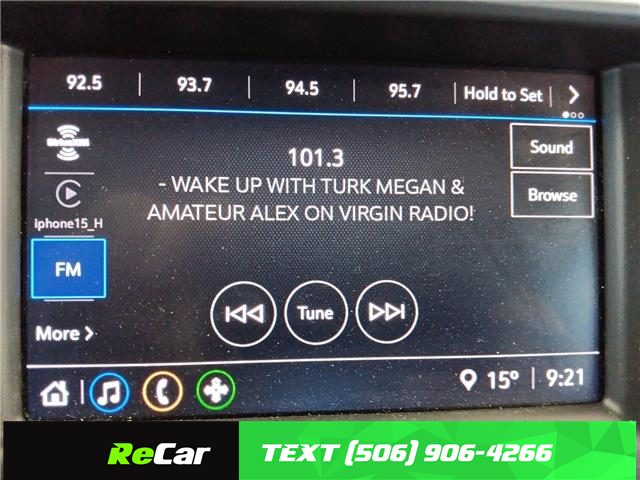 92.5 93.7 94.5 95.7 Hold to Set
SiriusXM
Sound
101.3
- WAKE UP WITH TURK MEGAN &
AMATEUR ALEX ON VIRGIN RADIO!
Browse
iphone15_H
FM
Tune
More
15° 9:21
ReCar TEXT (506) 906-4266